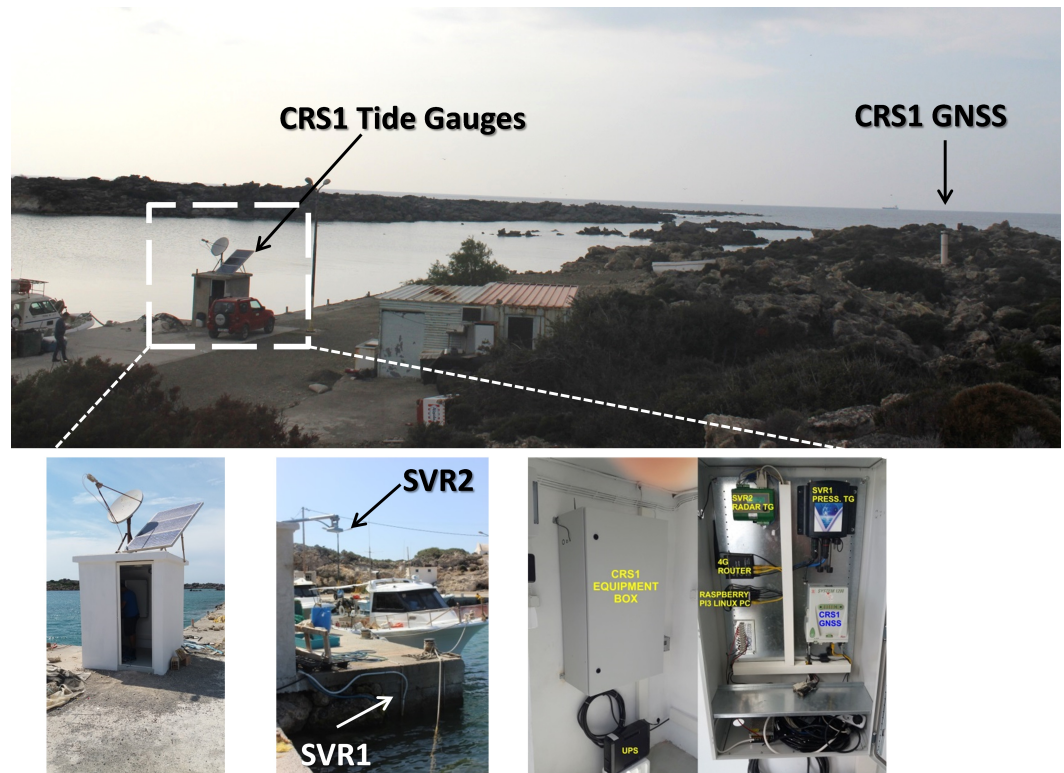 CRS1 Tide Gauges
CRS1 GNSS
SVR2
SVR1
CRS1
EQUIPMENT
BOX
UPS
SVR2
RADAR TG
SVR1
PRESS. TG
4G
ROUTER
RASPBERRY
PI3 LINUX PC
CRS1
GNSS